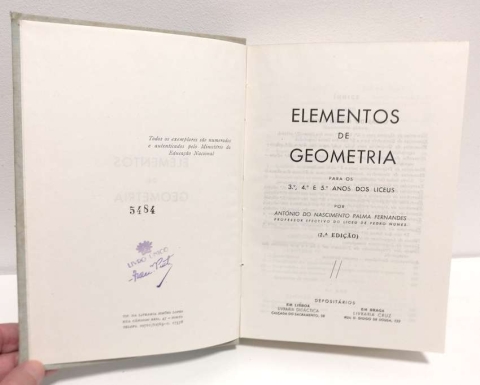 Todos os exemplares são numerados
e autenticados pelo Ministério da
Educação Nacional
5484
LIVRO ÚNICO
ELEMENTOS
DE
GEOMETRIA
PARA OS
3.º, 4.º E 5.º ANOS DOS LICEUS
POR
ANTÓNIO DO NASCIMENTO PALMA FERNANDES
PROFESSOR EFECTIVO DO LICEU DE PEDRO NUNES
(2.ª EDIÇÃO)
DEPOSITÁRIOS
EM LISBOA
LIVRARIA DIDÁCTICA
EM BRAGA
LIVRARIA CRUZ